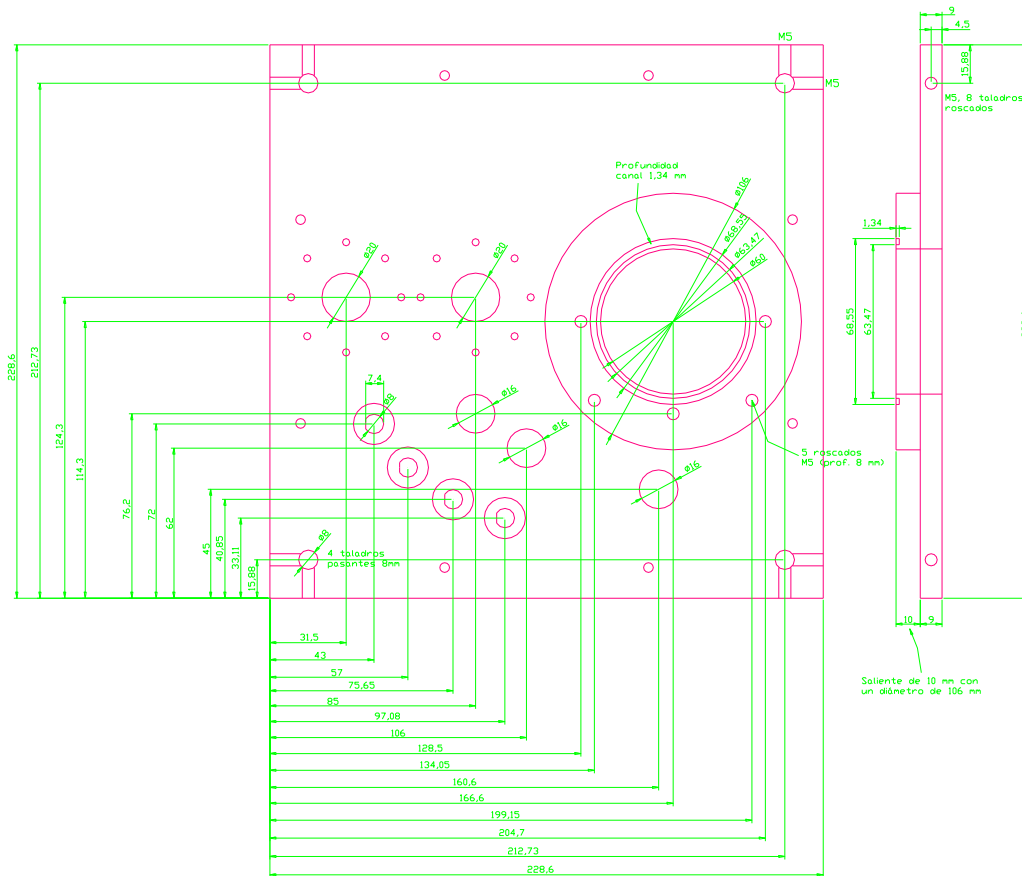 9
4,5
M5
15,88
M5
M5, 8 taladros
roscados
Profundidad
canal 1,34 mm
ø106
ø68,55
ø63,47
ø60
1,34
ø20
ø20
68,55
63,47
228,6
212,73
7,4
ø8
ø16
ø16
ø16
5 roscados
M5 (prof. 8 mm)
124,3
114,3
76,2
72
62
45
40,85
33,11
15,88
ø8
4 taladros
pasantes 8mm
10
9
31,5
43
57
75,65
85
97,08
106
128,5
134,05
160,6
166,6
199,15
204,7
212,73
228,6
Saliente de 10 mm con
un diámetro de 106 mm